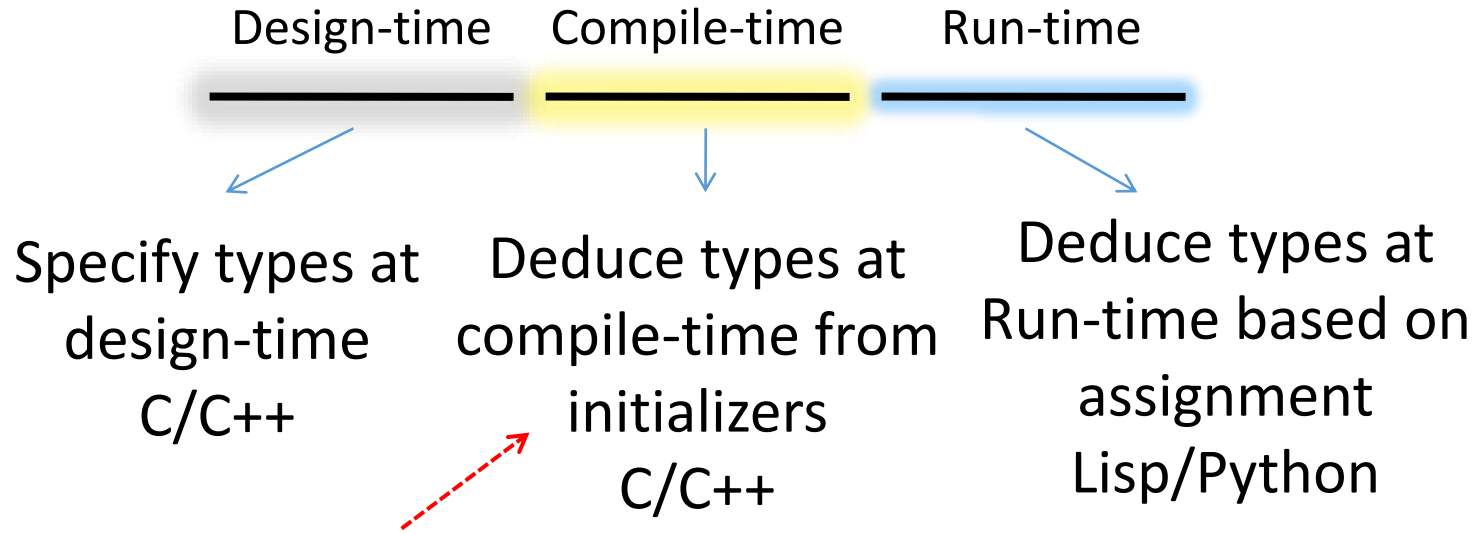 Design-time
Compile-time
Run-time
Specify types at
design-time
C/C++
Deduce types at
compile-time from
initializers
C/C++
Deduce types at
Run-time based on
assignment
Lisp/Python